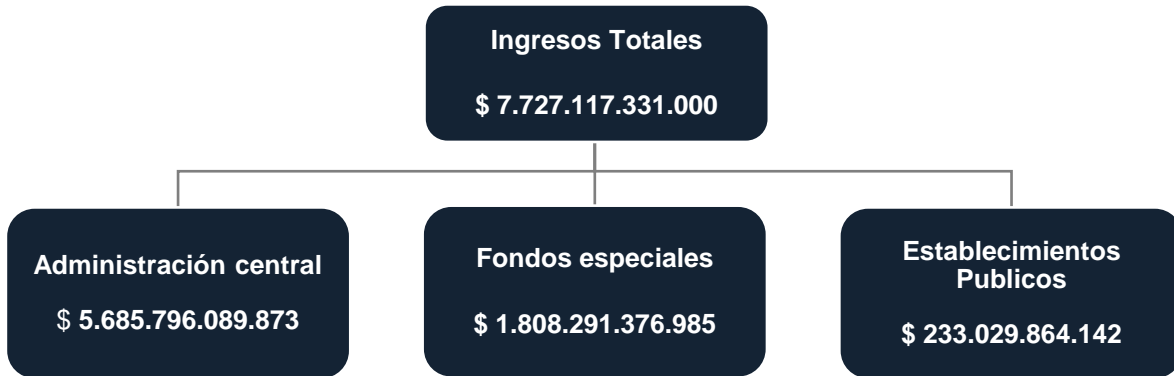 Ingresos Totales
$ 7.727.117.331.000
Administración central
$ 5.685.796.089.873
Fondos especiales
$ 1.808.291.376.985
Establecimientos
Publicos
$ 233.029.864.142